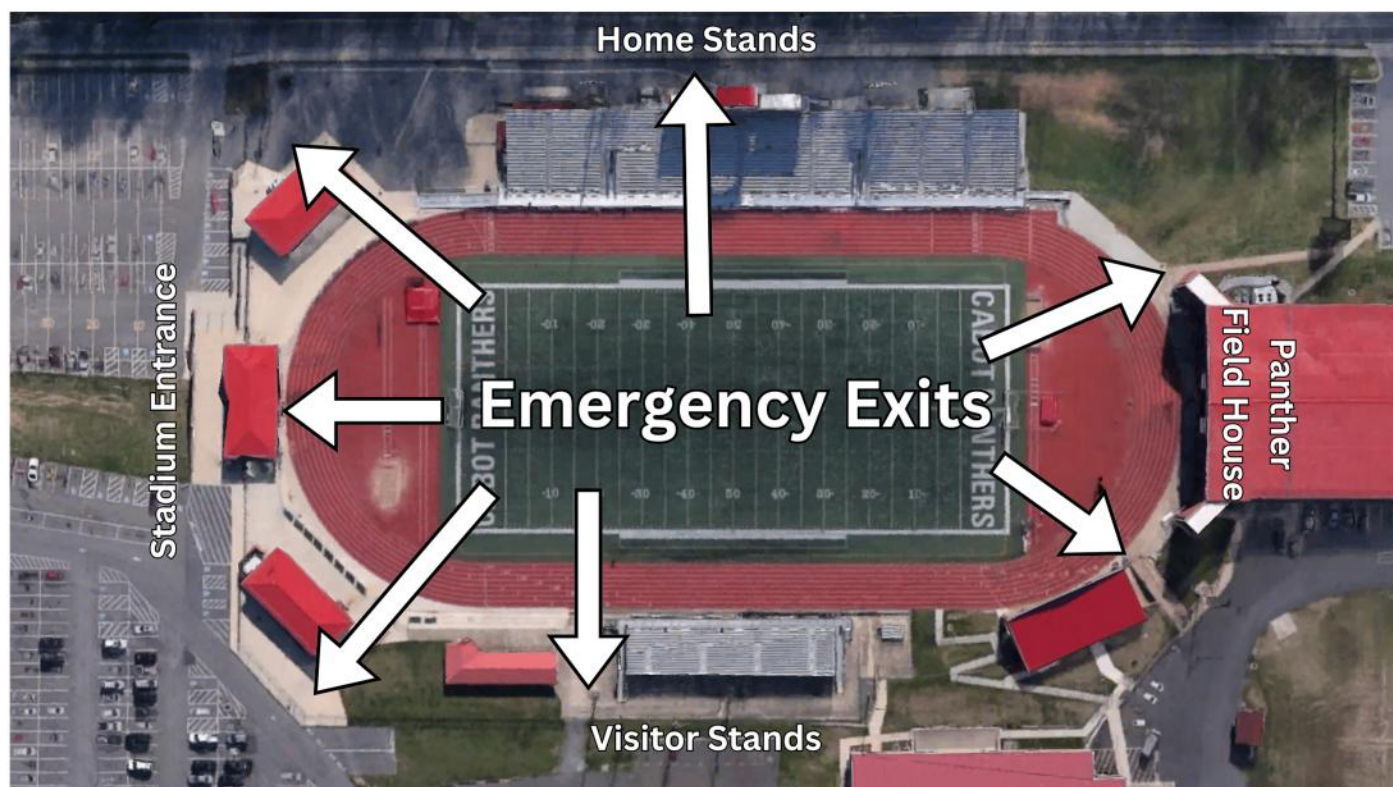 Home Stands
Stadium Entrance
CABOT PANTHERS
Emergency Exits
CABOT PANTHERS
Panther
Field House
Visitor Stands